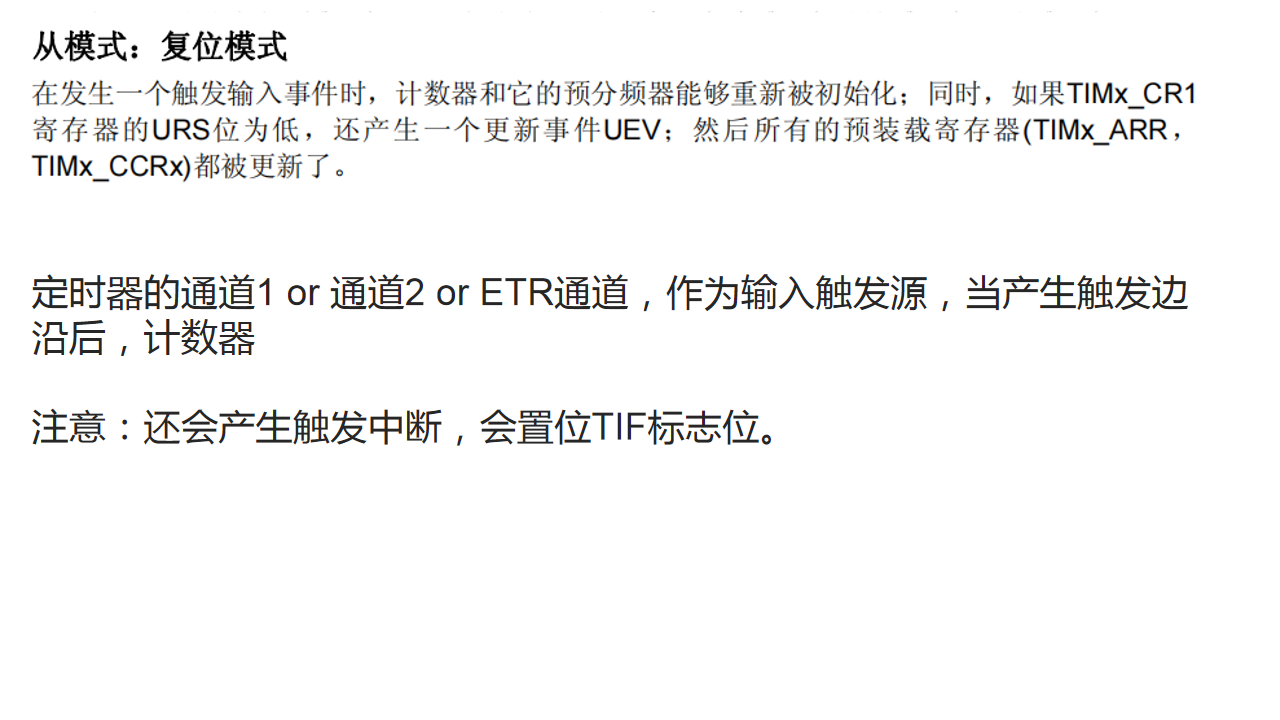 从模式：复位模式
在发生一个触发输入事件时，计数器和它的预分频器能够重新被初始化；同时，如果TIMx_CR1
寄存器的URS位为低，还产生一个更新事件UEV；然后所有的预装载寄存器(TIMx_ARR，
TIMx_CCRx)都被更新了。
定时器的通道1 or 通道2 or ETR通道，作为输入触发源，当产生触发边
沿后，计数器
注意：还会产生触发中断，会置位TIF标志位。